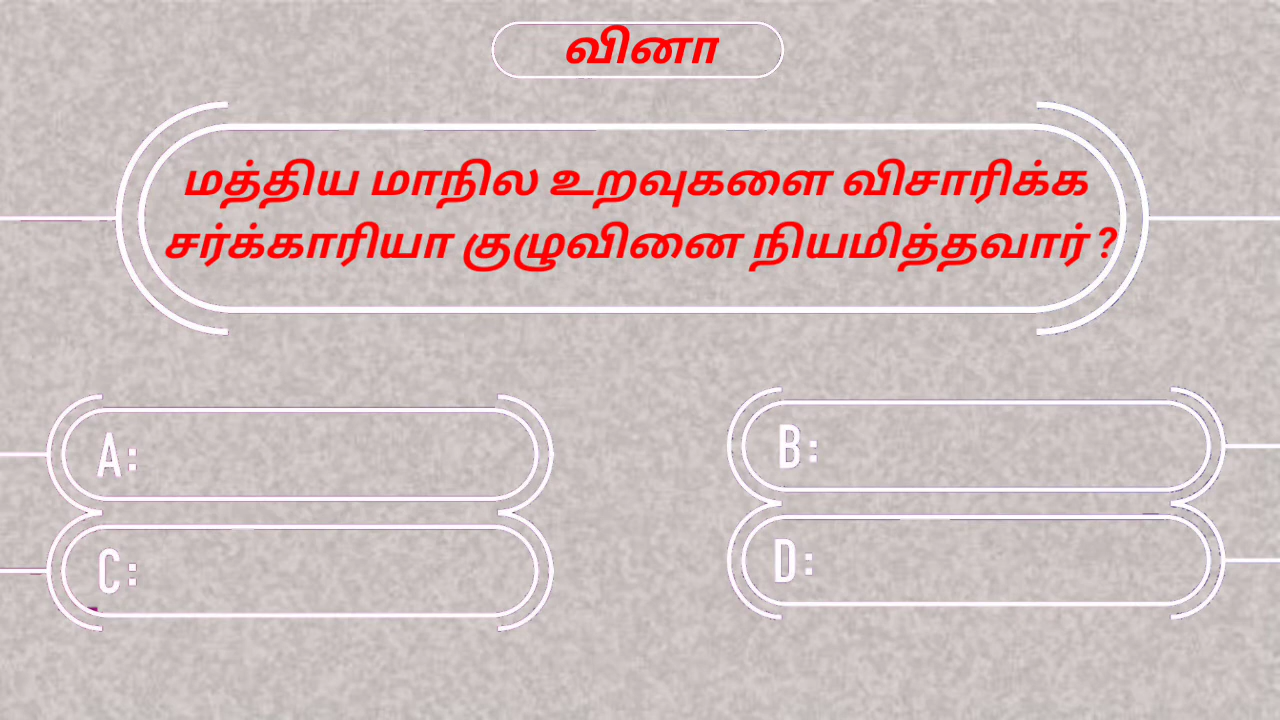 வினா
மத்திய மாநில உறவுகளை விசாரிக்க
சர்க்காரியா குழுவினை நியமித்தவார் ?
A:
B:
C:
D: